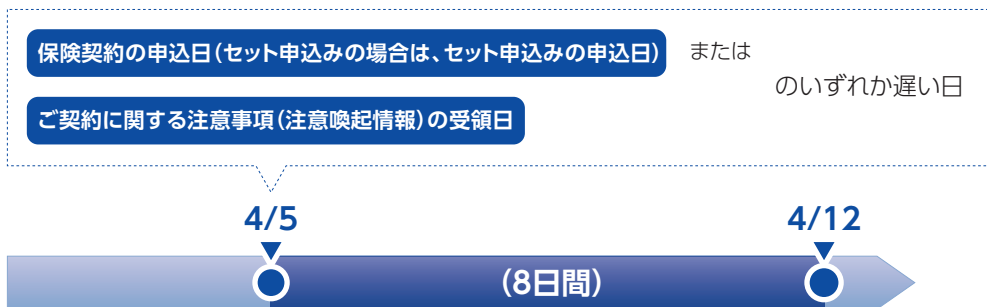 保険契約の申込日(セット申込みの場合は、セット申込みの申込日)
または
ご契約に関する注意事項(注意喚起情報)の受領日
のいずれか遅い日
4/5
4/12
(8日間)